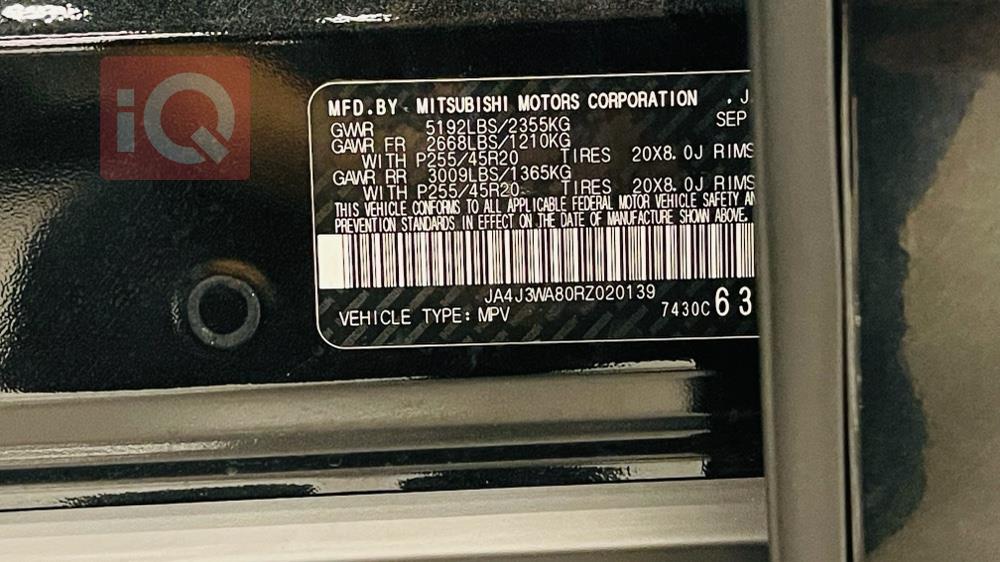 iQ
MFD.BY MITSUBISHI MOTORS CORPORATION . J
SEP
GVWR 5192LBS/2355KG
GAWR FR 2668LBS/1210KG
WITH P255/45R20 TIRES 20X8.0J RIMS
GAWR RR 3009LBS/1365KG
WITH P255/45R20 TIRES 20X8.0J RIMS
THIS VEHICLE CONFORMS TO ALL APPLICABLE FEDERAL MOTOR VEHICLE SAFETY AN
PREVENTION STANDARDS IN EFFECT ON THE DATE OF MANUFACTURE SHOWN ABOVE.
JA4J3WA80RZ020139
VEHICLE TYPE: MPV 7430C 63